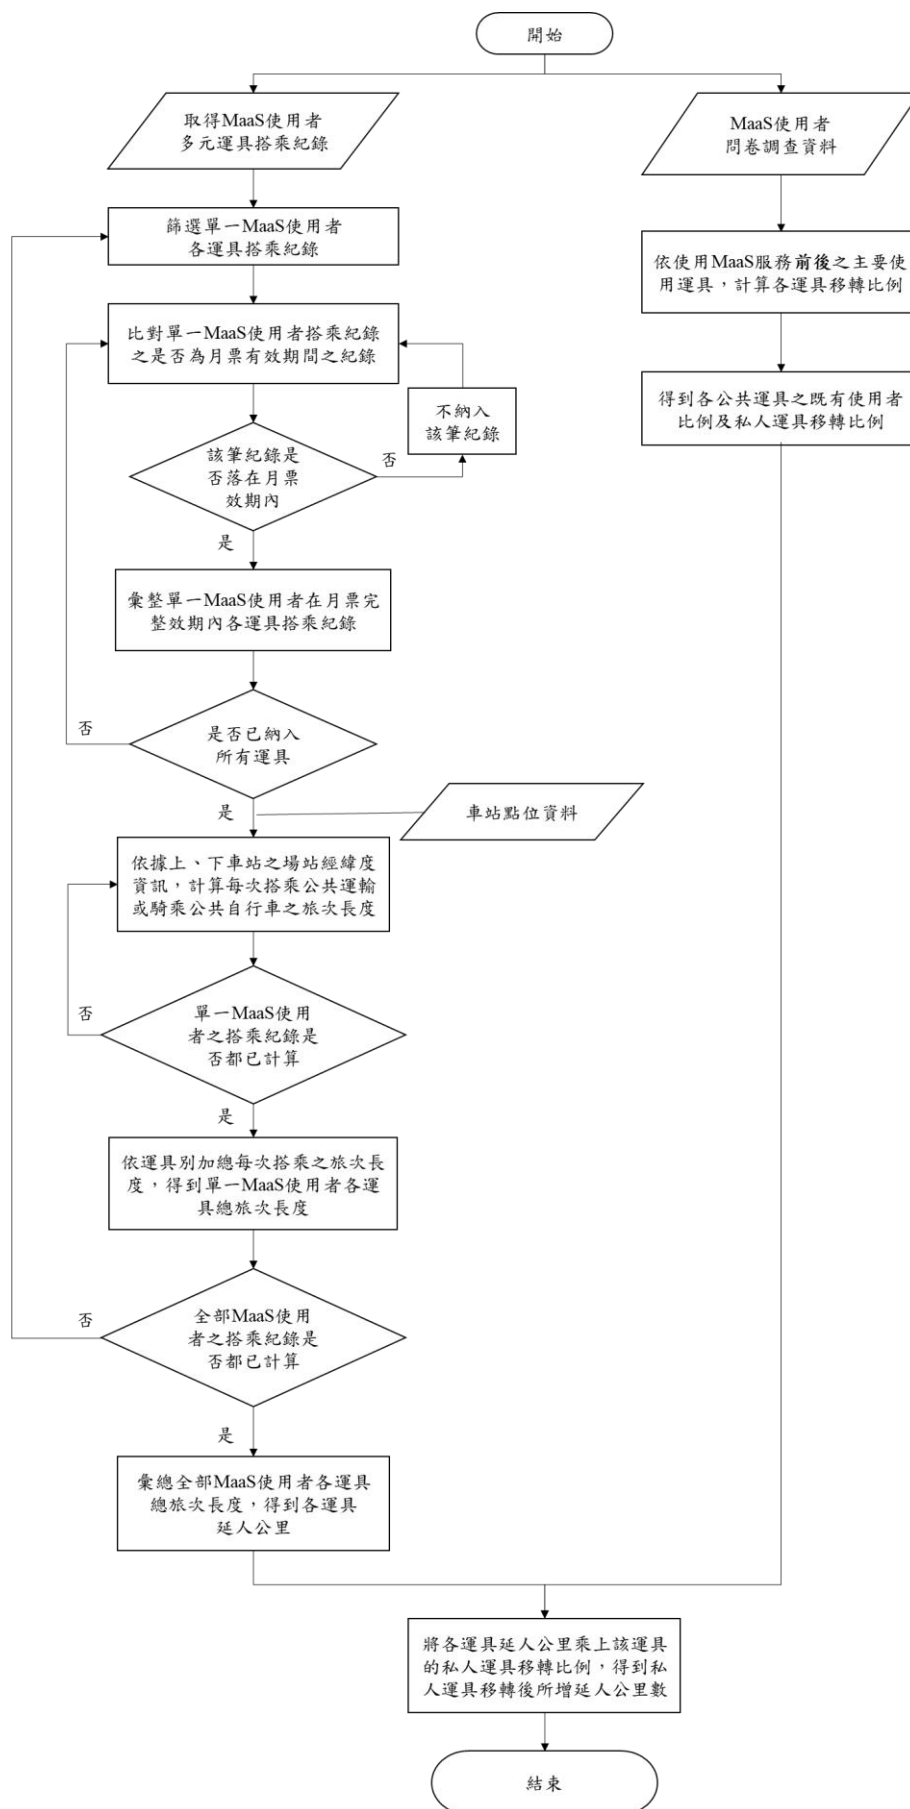 開始
取得MaaS使用者
多元運具搭乘紀錄
MaaS使用者
問卷調查資料
篩選單一MaaS使用者
各運具搭乘紀錄
依使用MaaS服務前後之主要使
用運具，計算各運具移轉比例
比對單一MaaS使用者搭乘紀錄
之是否為月票有效期間之紀錄
不納入
該筆紀錄
得到各公共運具之既有使用者
比例及私人運具移轉比例
該筆紀錄是
否落在月票
效期內
否
是
彙整單一MaaS使用者在月票完
整效期內各運具搭乘紀錄
是否已納入
所有運具
否
是
車站點位資料
依據上、下車站之場站經緯度
資訊，計算每次搭乘公共運輸
或騎乘公共自行車之旅次長度
單一MaaS使用
者之搭乘紀錄是
否都已計算
否
是
依運具別加總每次搭乘之旅次長
度，得到單一MaaS使用者各運
具總旅次長度
全部MaaS使用
者之搭乘紀錄是
否都已計算
否
是
彙總全部MaaS使用者各運具
總旅次長度，得到各運具
延人公里
將各運具延人公里乘上該運具
的私人運具移轉比例，得到私
人運具移轉後所增延人公里數
結束